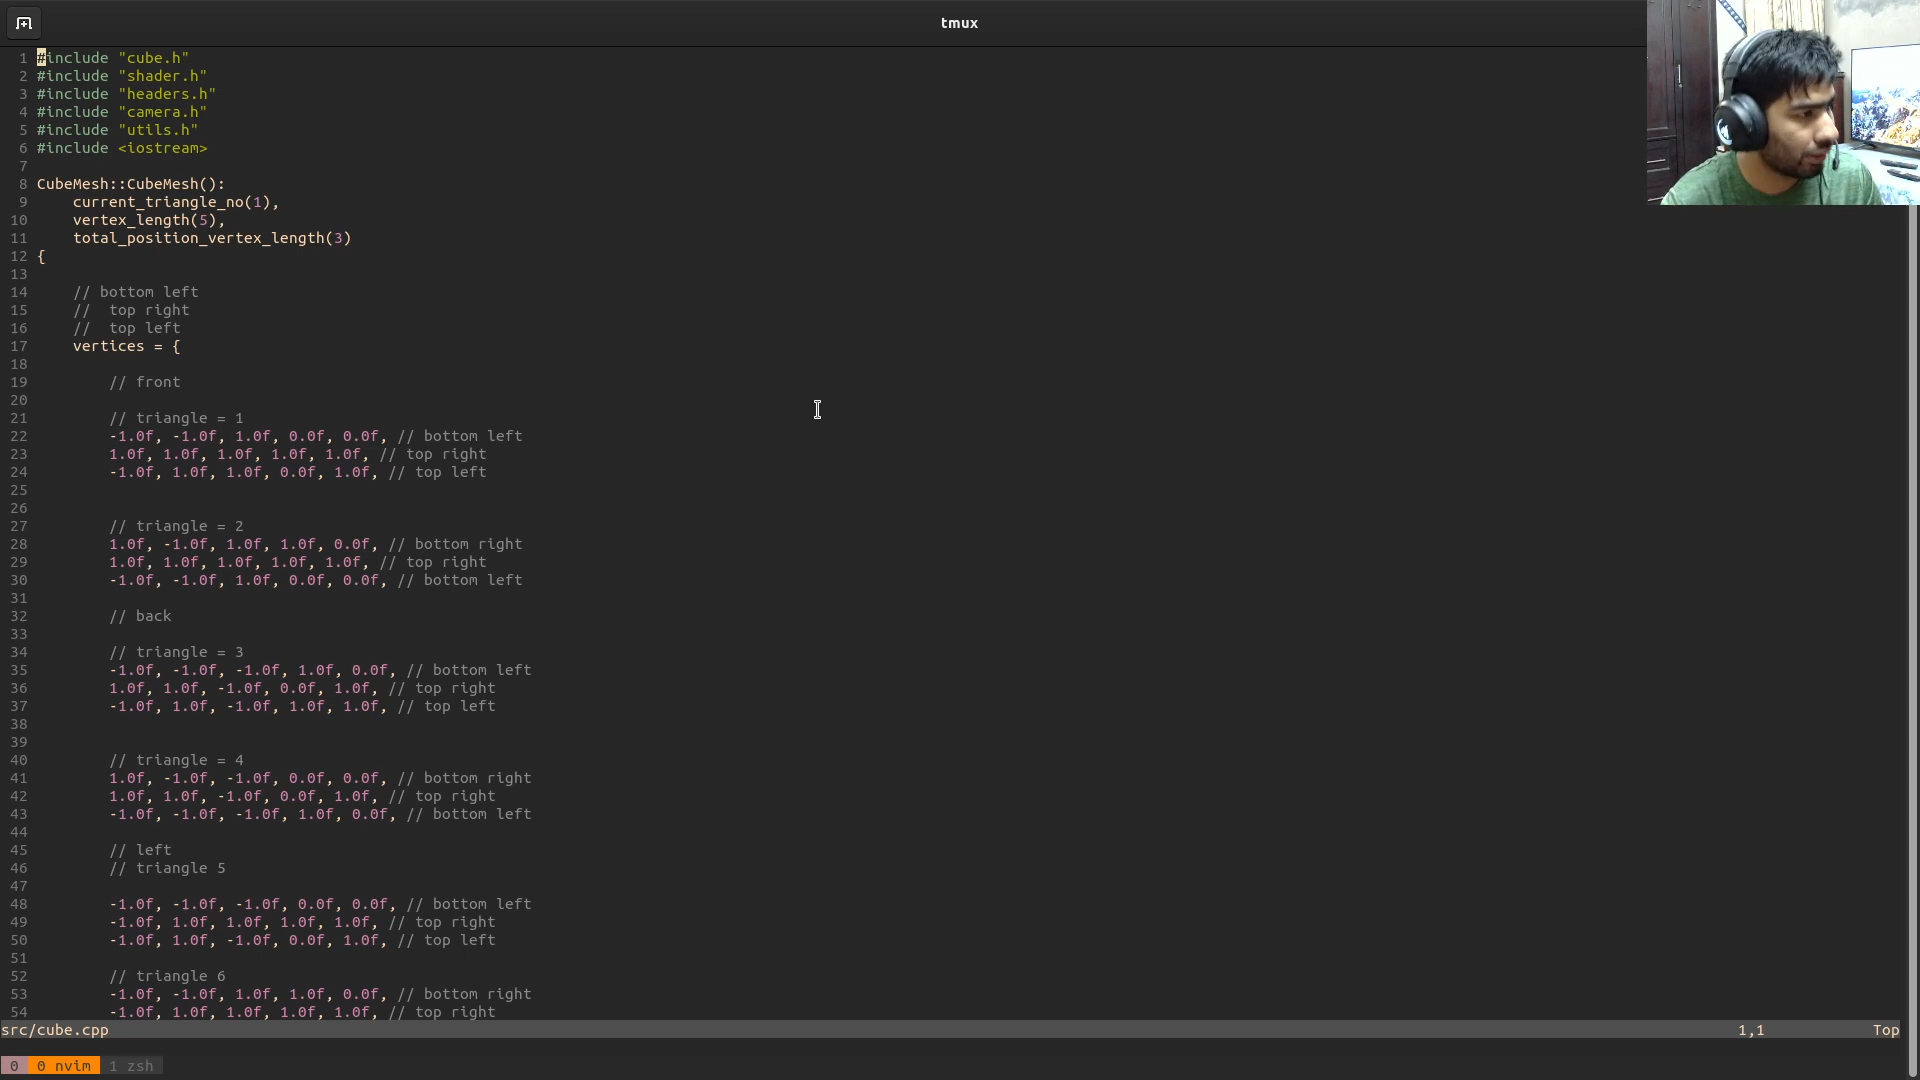 tmux
1 #include "cube.h"
2 #include "shader.h"
3 #include "headers.h"
4 #include "camera.h"
5 #include "utils.h"
6 #include <iostream>
7
8 CubeMesh::CubeMesh():
9 current_triangle_no(1),
10 vertex_length(5),
11 total_position_vertex_length(3)
12 {
13
14 // bottom left
15 //  top right
16 //  top left
17 vertices = {
18
19 // front
20
21 // triangle = 1
22 -1.0f, -1.0f, 1.0f, 0.0f, 0.0f, // bottom left
23 1.0f, 1.0f, 1.0f, 1.0f, 1.0f, // top right
24 -1.0f, 1.0f, 1.0f, 0.0f, 1.0f, // top left
25
26
27 // triangle = 2
28 1.0f, -1.0f, 1.0f, 1.0f, 0.0f, // bottom right
29 1.0f, 1.0f, 1.0f, 1.0f, 1.0f, // top right
30 -1.0f, -1.0f, 1.0f, 0.0f, 0.0f, // bottom left
31
32 // back
33
34 // triangle = 3
35 -1.0f, -1.0f, -1.0f, 1.0f, 0.0f, // bottom left
36 1.0f, 1.0f, -1.0f, 0.0f, 1.0f, // top right
37 -1.0f, 1.0f, -1.0f, 1.0f, 1.0f, // top left
38
39
40 // triangle = 4
41 1.0f, -1.0f, -1.0f, 0.0f, 0.0f, // bottom right
42 1.0f, 1.0f, -1.0f, 0.0f, 1.0f, // top right
43 -1.0f, -1.0f, -1.0f, 1.0f, 0.0f, // bottom left
44
45 // left
46 // triangle 5
47
48 -1.0f, -1.0f, -1.0f, 0.0f, 0.0f, // bottom left
49 -1.0f, 1.0f, 1.0f, 1.0f, 1.0f, // top right
50 -1.0f, 1.0f, -1.0f, 0.0f, 1.0f, // top left
51
52 // triangle 6
53 -1.0f, -1.0f, 1.0f, 1.0f, 0.0f, // bottom right
54 -1.0f, 1.0f, 1.0f, 1.0f, 1.0f, // top right
src/cube.cpp 1,1 Top
0 0 nvim 1 zsh